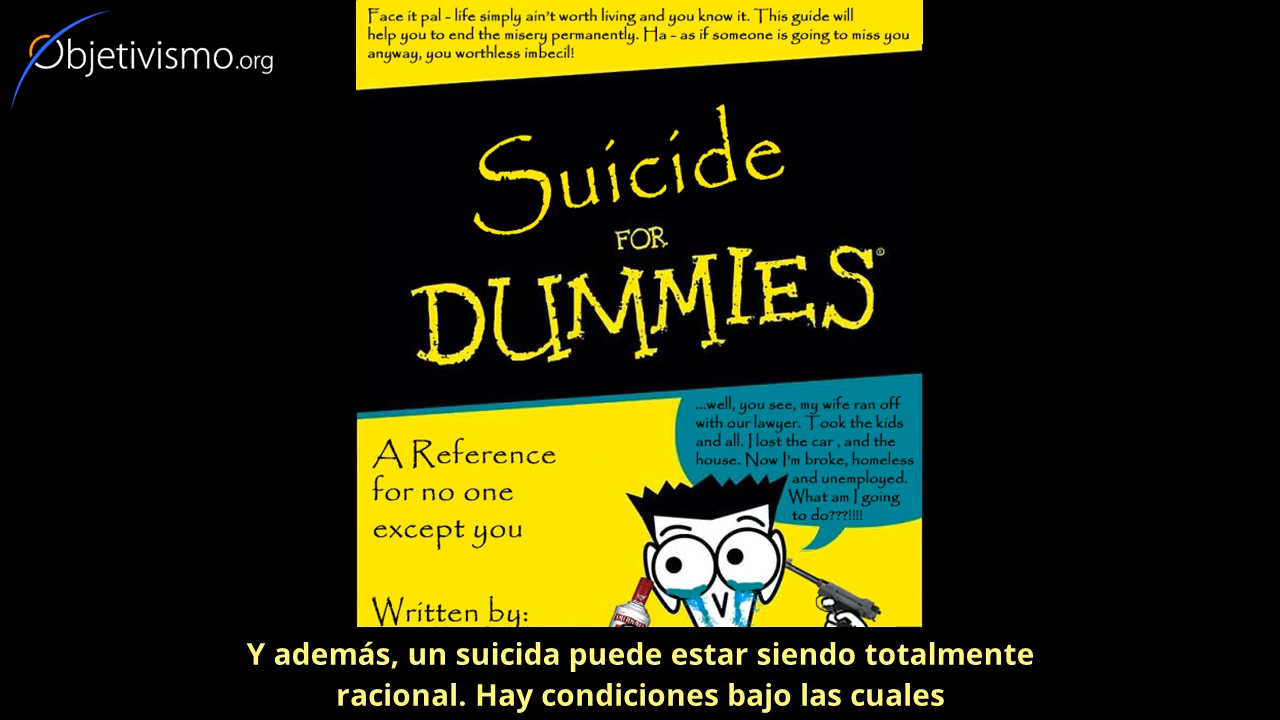 Objetivismo.org
Face it pal - life simply ain't worth living and you know it. This guide will
help you to end the misery permanently. Ha - as if someone is going to miss you
anyway, you worthless imbecil!
Suicide
FOR
DUMMIES®
...well, you see, my wife ran off
with our lawyer. Took the kids
and all. I lost the car , and the
house. Now I'm broke, homeless
and unemployed.
What am I going
to do???!!!!
A Reference
for no one
except you
Written by:
Y además, un suicida puede estar siendo totalmente
racional. Hay condiciones bajo las cuales